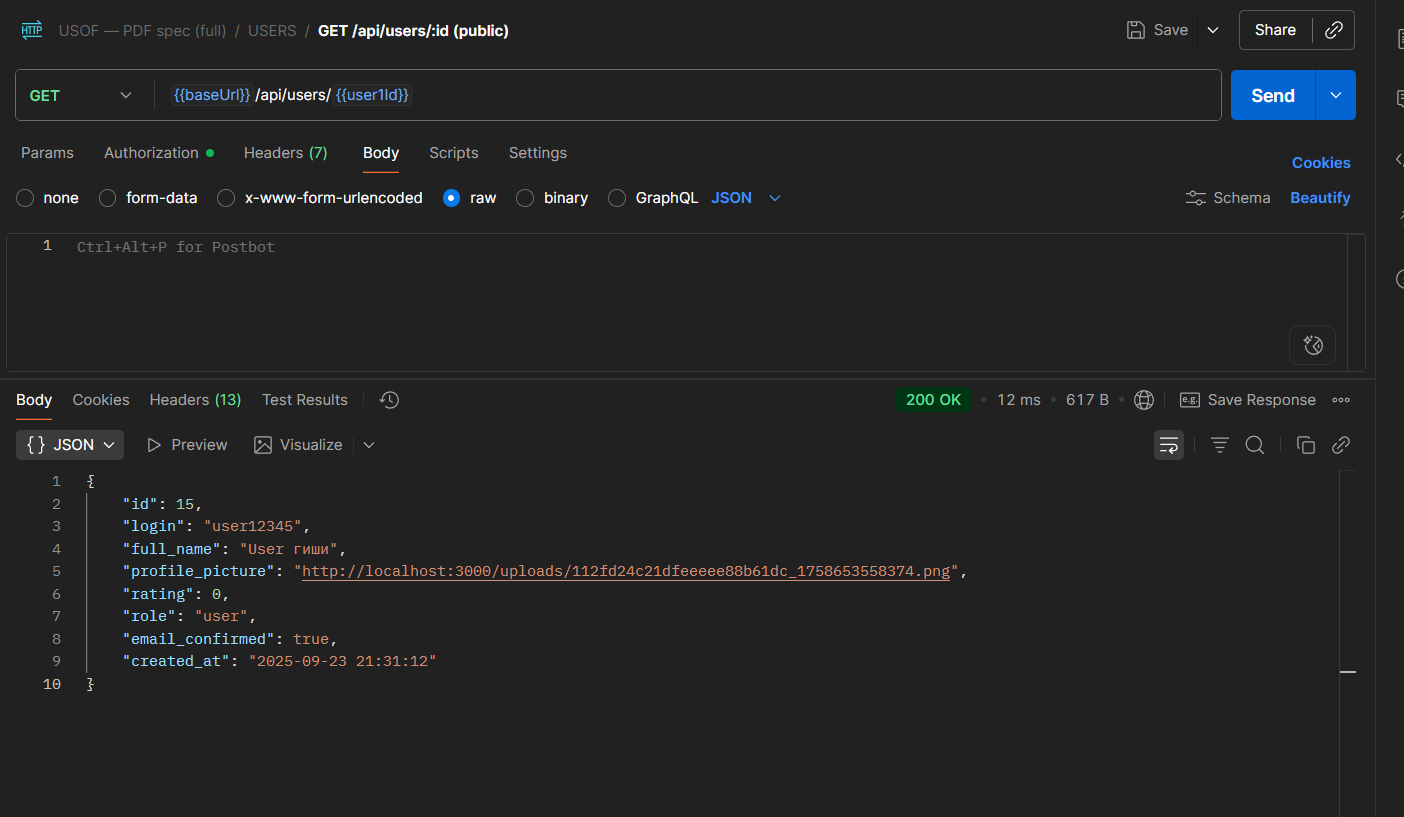 HTTP USOF — PDF spec (full) / USERS / GET /api/users/:id (public) Save Share
GET {{baseUrl}} /api/users/ {{user1Id}} Send
Params Authorization Headers (7) Body Scripts Settings Cookies
none form-data x-www-form-urlencoded raw binary GraphQL JSON Schema Beautify
1 Ctrl+Alt+P for Postbot
Body Cookies Headers (13) Test Results 200 OK • 12 ms • 617 B • e.g. Save Response
{} JSON Preview Visualize
1 {
2 "id": 15,
3 "login": "user12345",
4 "full_name": "User гиши",
5 "profile_picture": "http://localhost:3000/uploads/112fd24c21dfeeeee88b61dc_1758653558374.png",
6 "rating": 0,
7 "role": "user",
8 "email_confirmed": true,
9 "created_at": "2025-09-23 21:31:12"
10 }